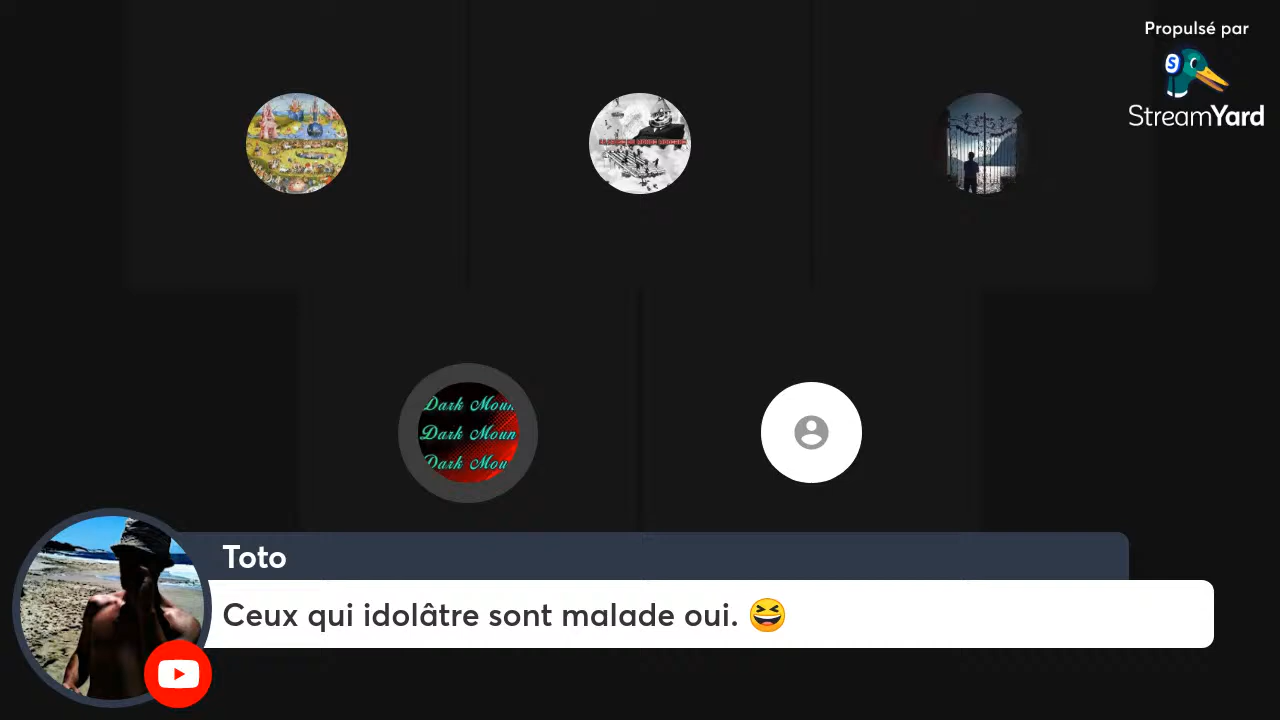 Propulsé par
StreamYard
Dark Moun
Dark Moun
Dark Mou
Toto
Ceux qui idolâtre sont malade oui. 😆